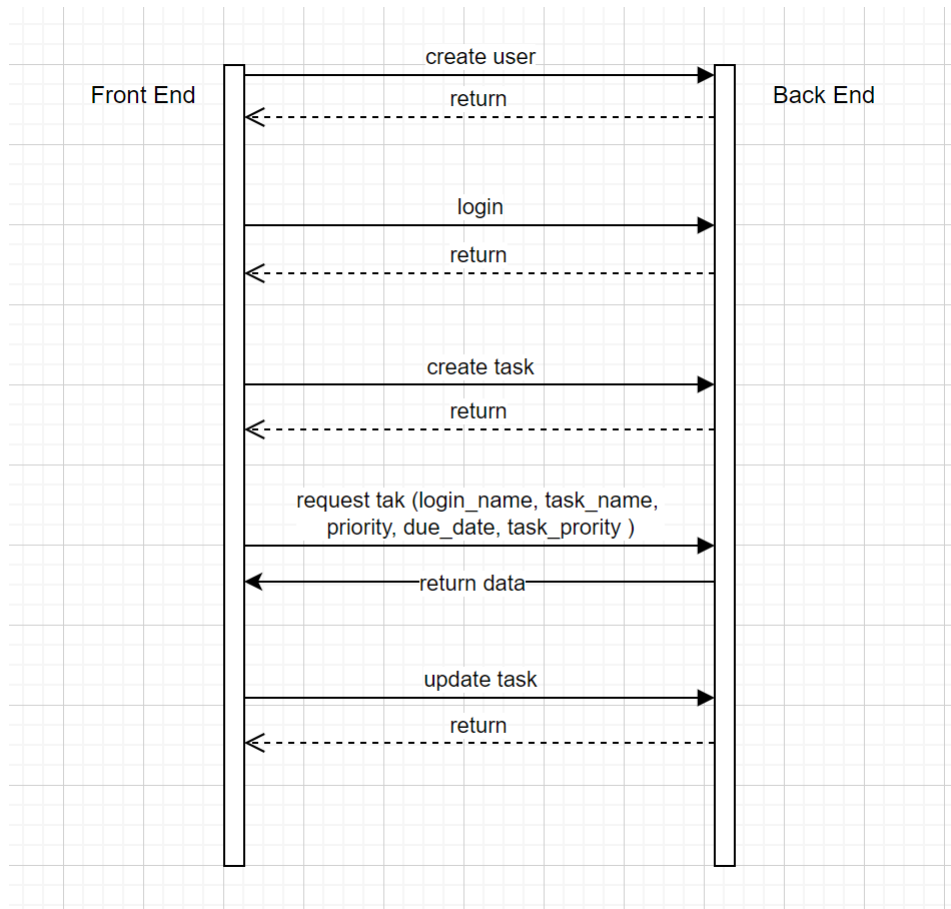 create user
Front End
return
Back End
login
return
create task
return
request tak (login_name, task_name,
priority, due_date, task_prority )
return data
update task
return